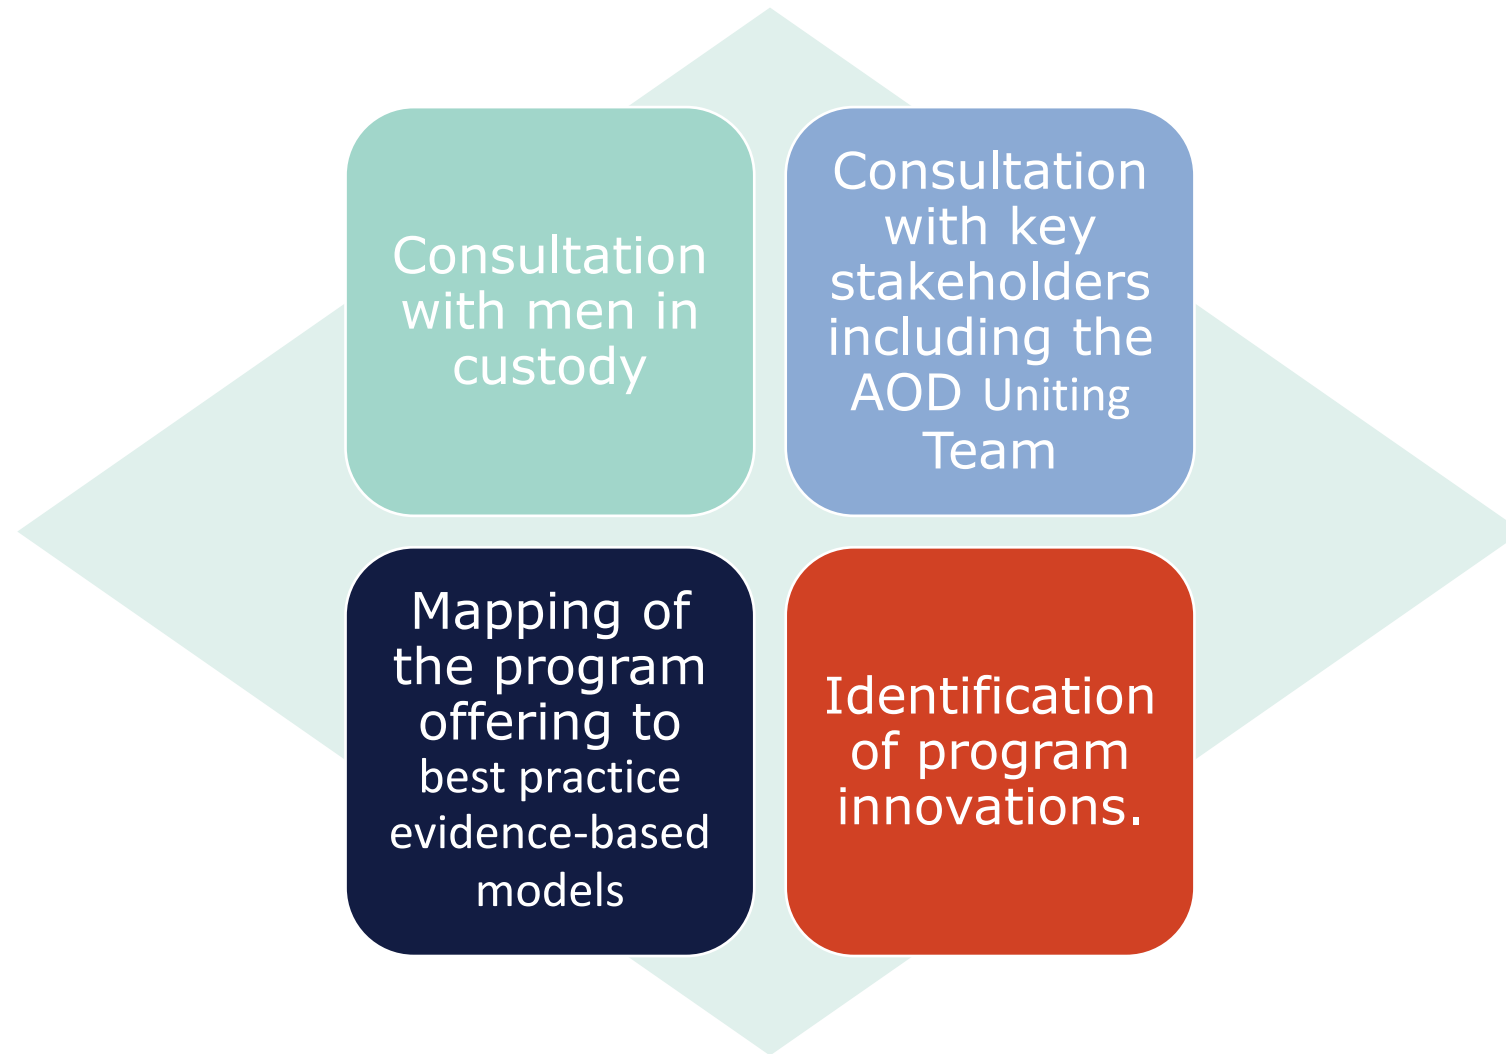 Consultation
with men in
custody
Consultation
with key
stakeholders
including the
AOD Uniting
Team
Mapping of
the program
offering to
best practice
evidence-based
models
Identification
of program
innovations.